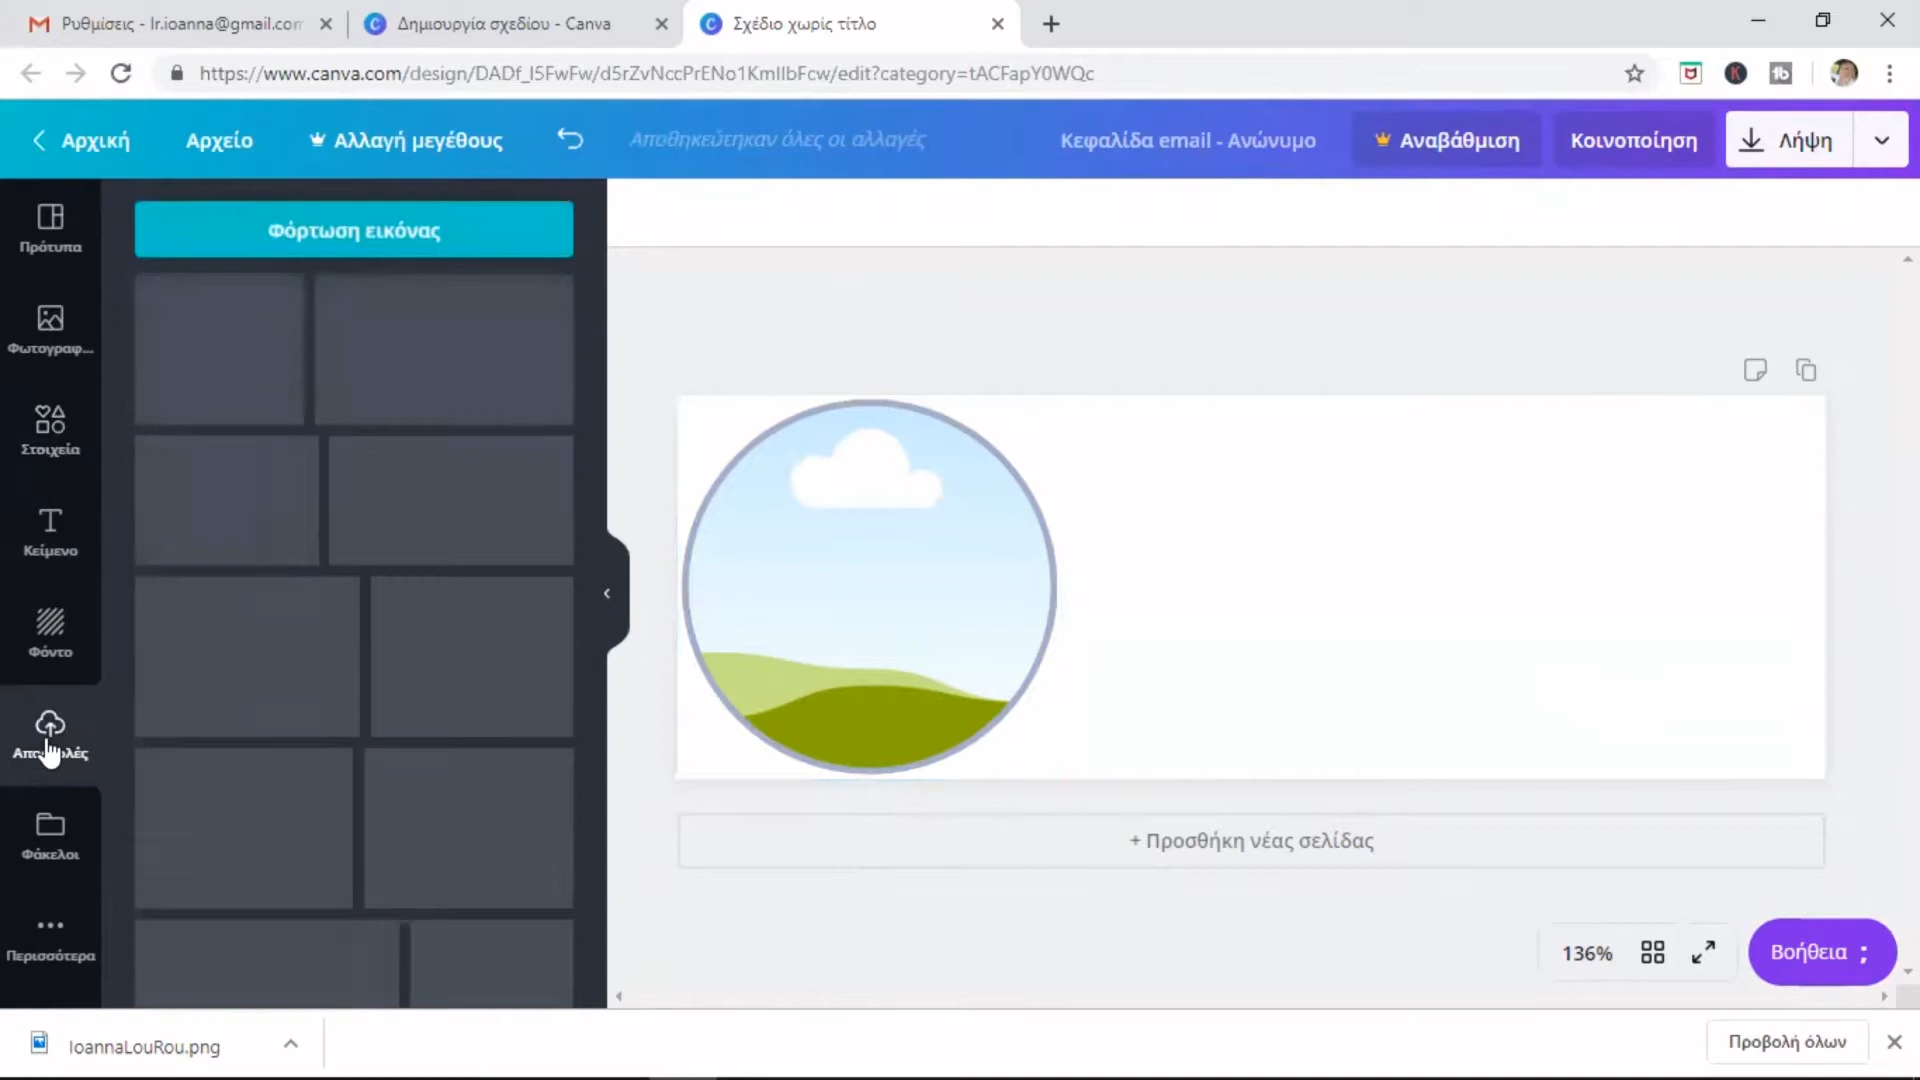 Ρυθμίσεις - lr.ioanna@gmail.com
Δημιουργία σχεδίου - Canva
Σχέδιο χωρίς τίτλο
https://www.canva.com/design/DADf_I5FwFw/d5rZvNccPrENo1KmlIbFcw/edit?category=tACFapY0WQc
Αρχική
Αρχείο
Αλλαγή μεγέθους
Αποθηκεύτηκαν όλες οι αλλαγές
Κεφαλίδα email - Ανώνυμο
Αναβάθμιση
Κοινοποίηση
Λήψη
Πρότυπα
Φωτογραφ...
Στοιχεία
Κείμενο
Φόντο
Φάκελοι
Περισσότερα
Φόρτωση εικόνας
+ Προσθήκη νέας σελίδας
136%
Βοήθεια ;
IoannaLouRou.png
Προβολή όλων